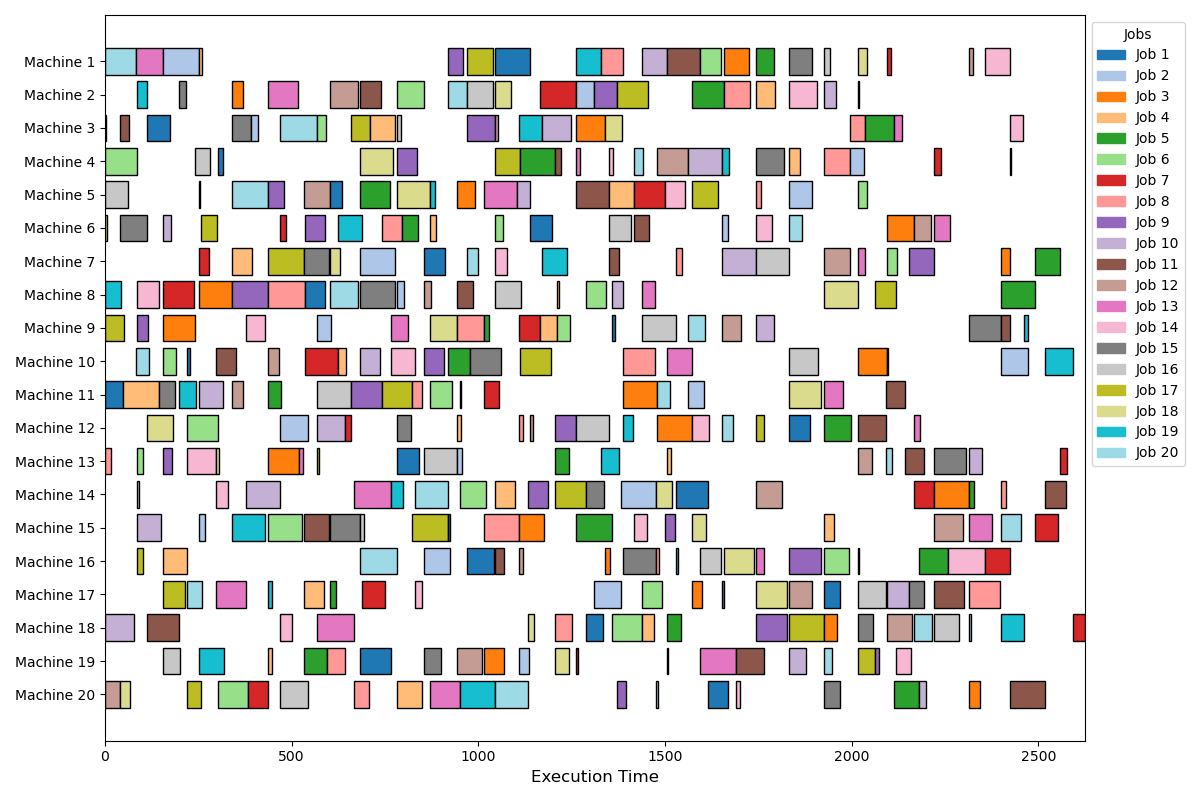 Machine 1
Machine 2
Machine 3
Machine 4
Machine 5
Machine 6
Machine 7
Machine 8
Machine 9
Machine 10
Machine 11
Machine 12
Machine 13
Machine 14
Machine 15
Machine 16
Machine 17
Machine 18
Machine 19
Machine 20
0 500 1000 1500 2000 2500
Execution Time
Jobs
Job 1
Job 2
Job 3
Job 4
Job 5
Job 6
Job 7
Job 8
Job 9
Job 10
Job 11
Job 12
Job 13
Job 14
Job 15
Job 16
Job 17
Job 18
Job 19
Job 20